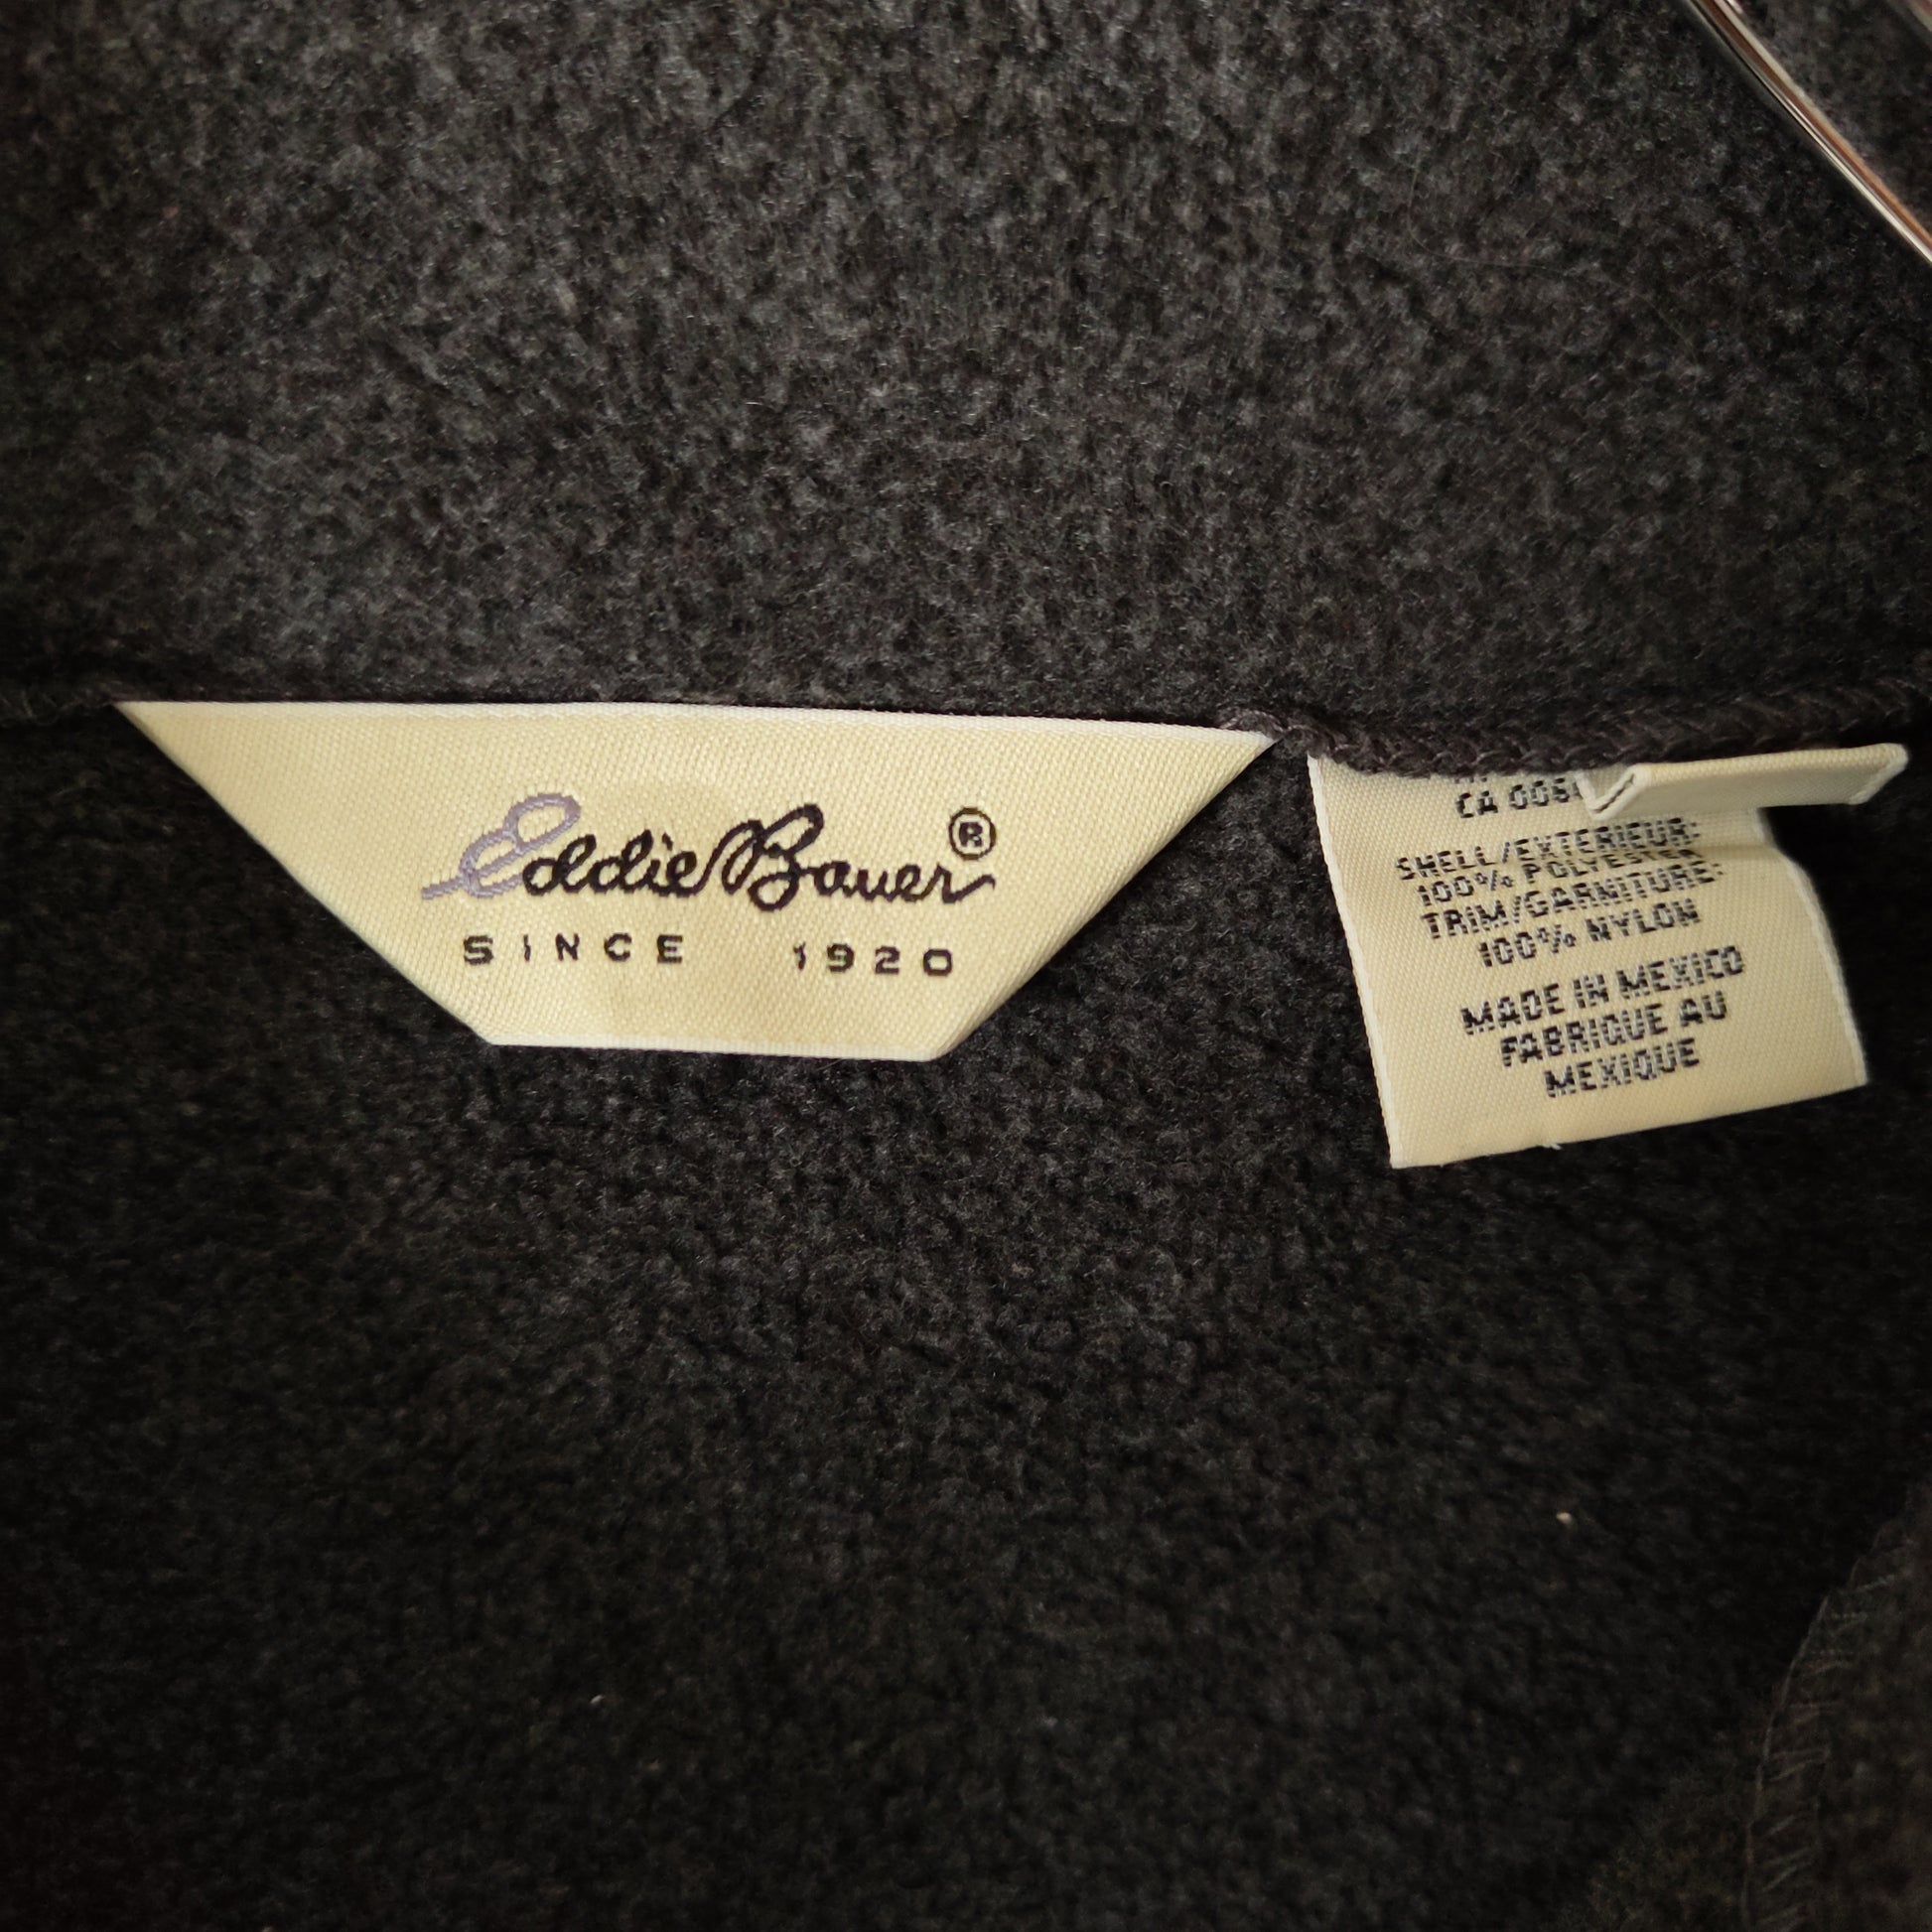 Eddie Bauer®
SINCE 1920
CA
SHELL/EXTERIEUR:
100% POLYESTER
TRIM/GARNITURE:
100% NYLON
MADE IN MEXICO
FABRIQUE AU
MEXIQUE